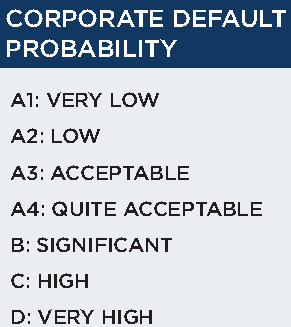 CORPORATE DEFAULT
PROBABILITY
A1: VERY LOW
A2: LOW
A3: ACCEPTABLE
A4: QUITE ACCEPTABLE
B: SIGNIFICANT
C: HIGH
D: VERY HIGH